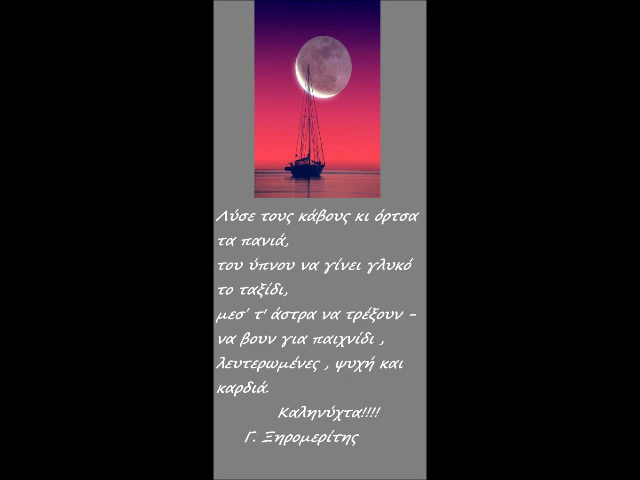 Λύσε τους κάβους κι όρτσα
τα πανιά,
του ύπνου να γίνει γλυκό
το ταξίδι,
μεσ΄ τ' άστρα να τρέξουν –
να βουν για παιχνίδι ,
λευτερωμένες , ψυχή και
καρδιά.
Καληνύχτα!!!!
Γ. Ξηρομερίτης